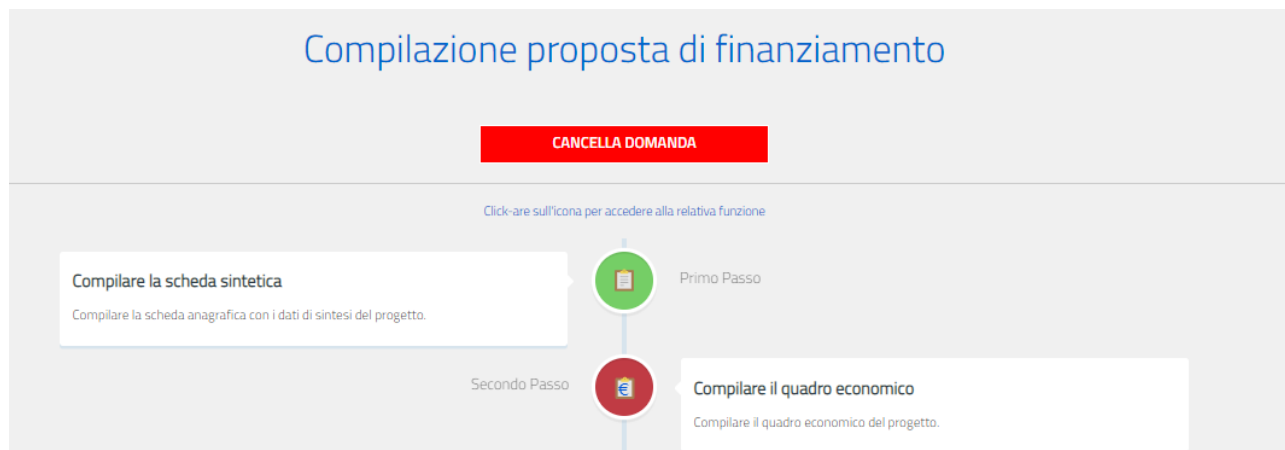 Compilazione proposta di finanziamento
CANCELLA DOMANDA
Click-are sull'icona per accedere alla relativa funzione
Compilare la scheda sintetica
Compilare la scheda anagrafica con i dati di sintesi del progetto.
Primo Passo
Secondo Passo
€
Compilare il quadro economico
Compilare il quadro economico del progetto.